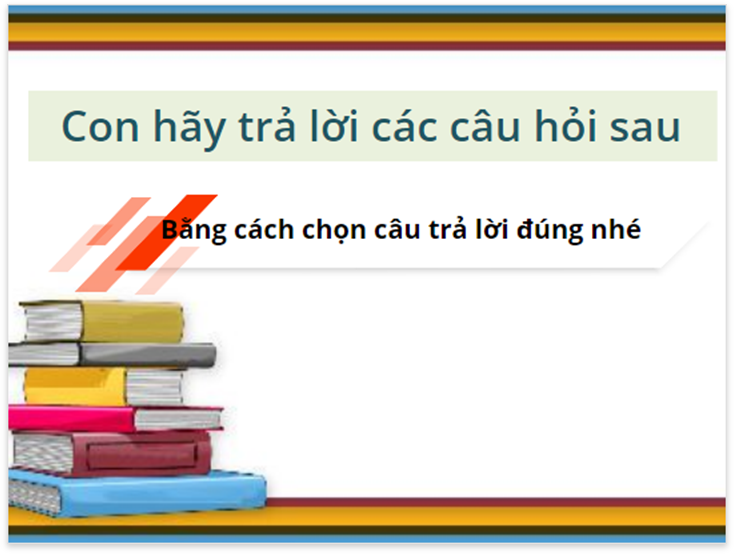 Con hãy trả lời các câu hỏi sau
Bằng cách chọn câu trả lời đúng nhé